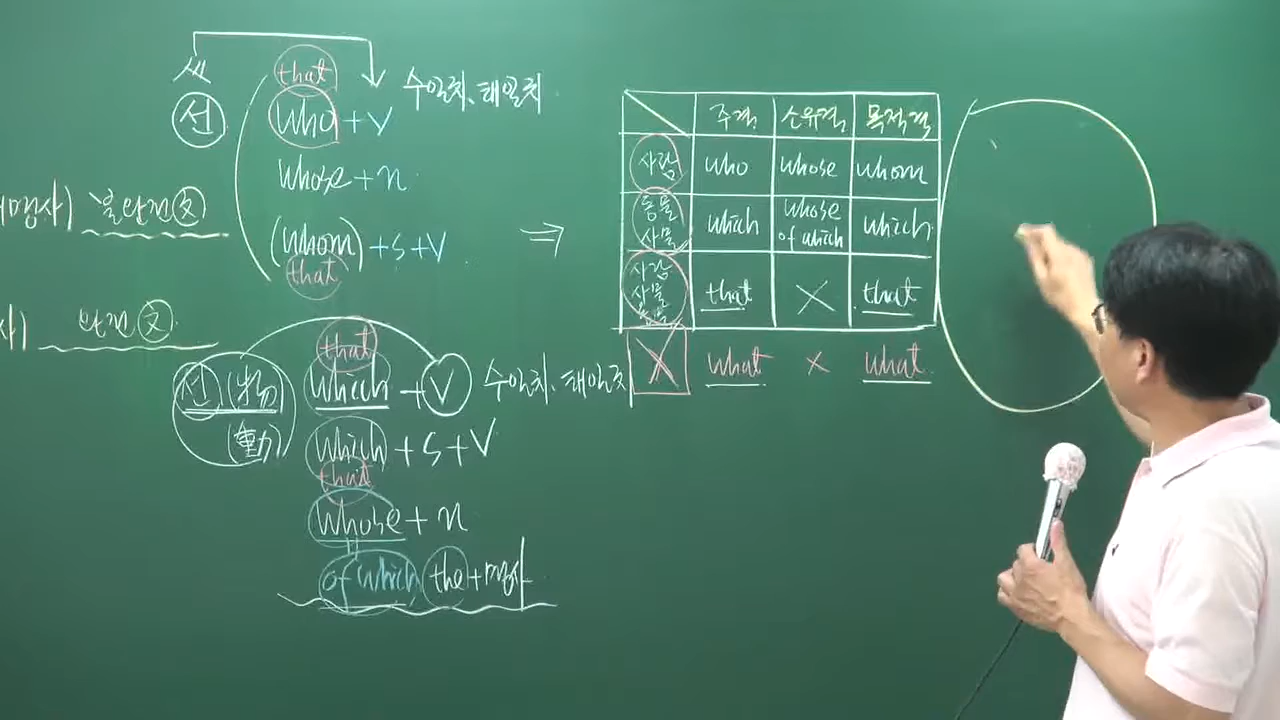 that
선 who + V 수일치, 태일치
whose + n
(명사) 불완전文
(whom) + S + V
that
완전文
that
선 (物) which + V 수일치, 태일치
(動) which + S + V
that
whose + n
of which the + 명사
⇒
주격 소유격 목적격
사람 who whose whom
동물 사물 which whose of which which
사람 사물 동물 that X that
X what x what